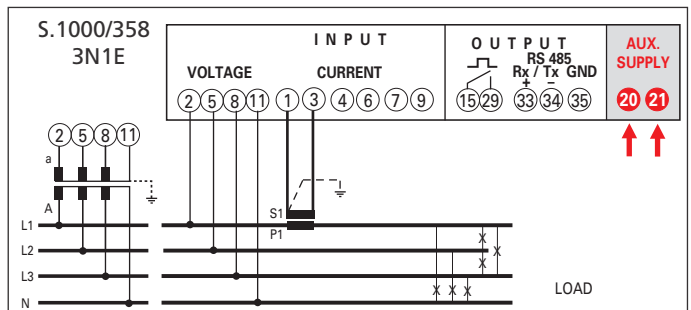 S.1000/358
3N1E
INPUT
VOLTAGE
CURRENT
2 5 8 11 1 3 4 6 7 9
OUTPUT
RS 485
Rx / Tx GND
+ –
15 29 33 34 35
AUX.
SUPPLY
20 21
2 5 8 11
a
A
S1
P1
L1
L2
L3
N
X
X
X
X X X
LOAD